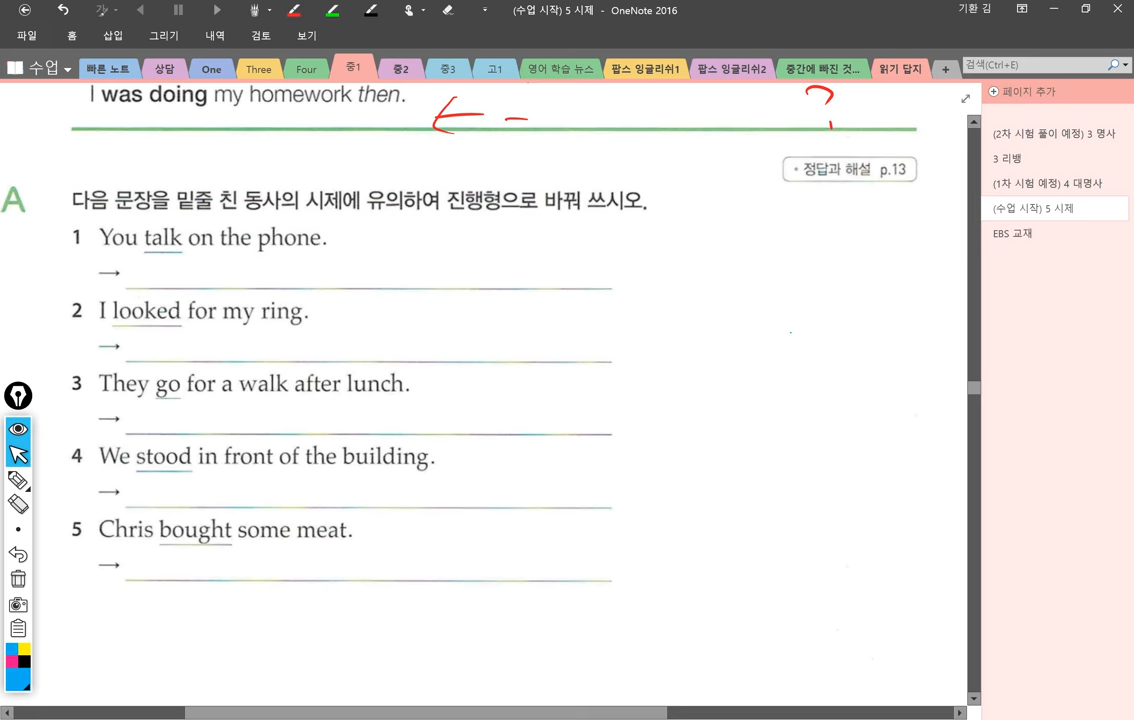 (수업 시작) 5 시제 - OneNote 2016
기환 김
파일 홈 삽입 그리기 내역 검토 보기
수업 빠른 노트 상담 One Three Four 중1 중2 중3 고1 영어 학습 뉴스 팝스 잉글리쉬1 팝스 잉글리쉬2 중간에 빠진 것... 읽기 답지 + 검색(Ctrl+E)
페이지 추가
(2차 시험 풀이 예정) 3 명사
3 리뱅
(1차 시험 예정) 4 대명사
(수업 시작) 5 시제
EBS 교재
I was doing my homework then.
?
• 정답과 해설 p.13
A 다음 문장을 밑줄 친 동사의 시제에 유의하여 진행형으로 바꿔 쓰시오.
1 You talk on the phone.
→
2 I looked for my ring.
→
3 They go for a walk after lunch.
→
4 We stood in front of the building.
→
5 Chris bought some meat.
→